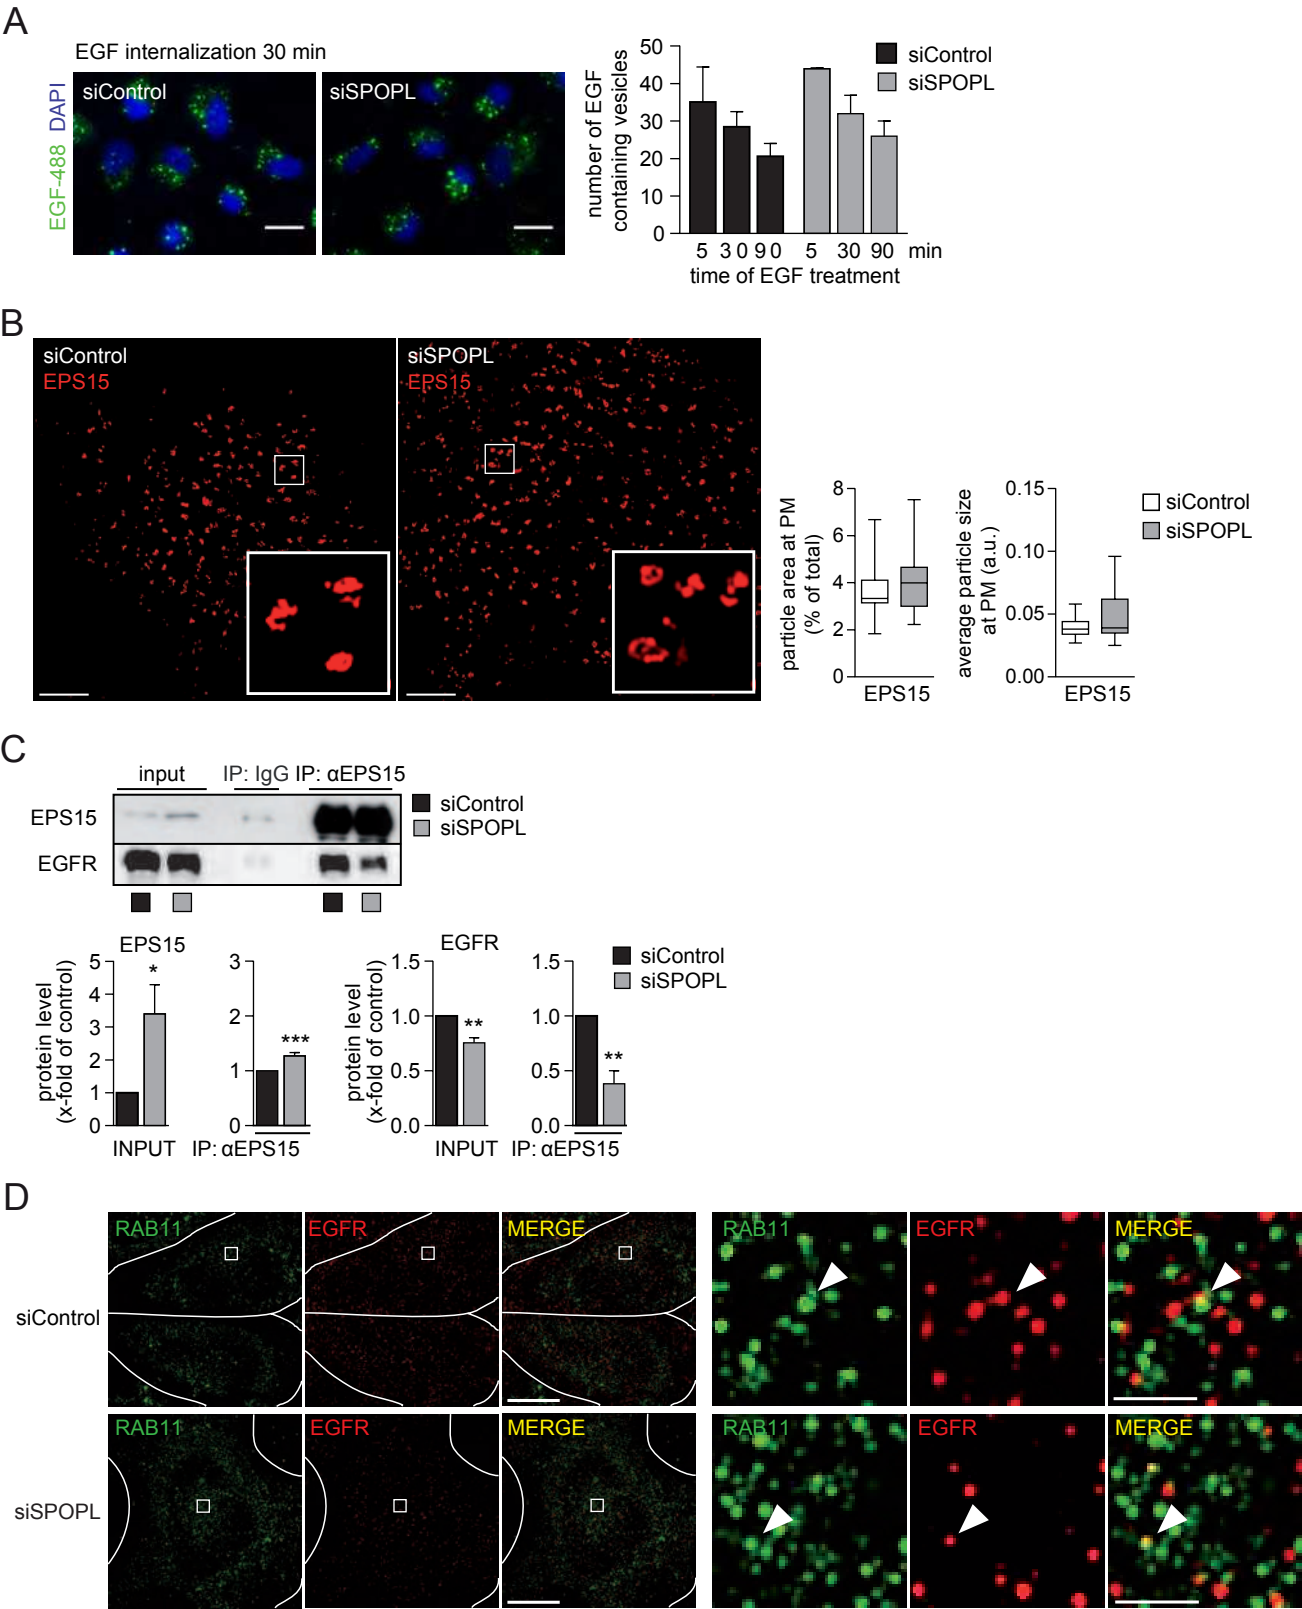 A
EGF internalization 30 min
EGF-488 DAPI
siControl
siSPOPL
number of EGF
containing vesicles
50
40
30
20
10
0
5 30 90 5 30 90 min
time of EGF treatment
siControl
siSPOPL
B
siControl
EPS15
siSPOPL
EPS15
particle area at PM
(% of total)
8
6
4
2
0
EPS15
average particle size
at PM (a.u.)
0.15
0.10
0.05
0.00
EPS15
siControl
siSPOPL
C
input IP: IgG IP: αEPS15
EPS15
EGFR
siControl
siSPOPL
EPS15
protein level
(x-fold of control)
5
4
3
2
1
0
*
INPUT
3
2
1
0
***
IP: αEPS15
EGFR
protein level
(x-fold of control)
1.5
1.0
0.5
0.0
**
INPUT
1.5
1.0
0.5
0.0
**
IP: αEPS15
siControl
siSPOPL
D
siControl
RAB11 EGFR MERGE RAB11 EGFR MERGE
siSPOPL
RAB11 EGFR MERGE RAB11 EGFR MERGE